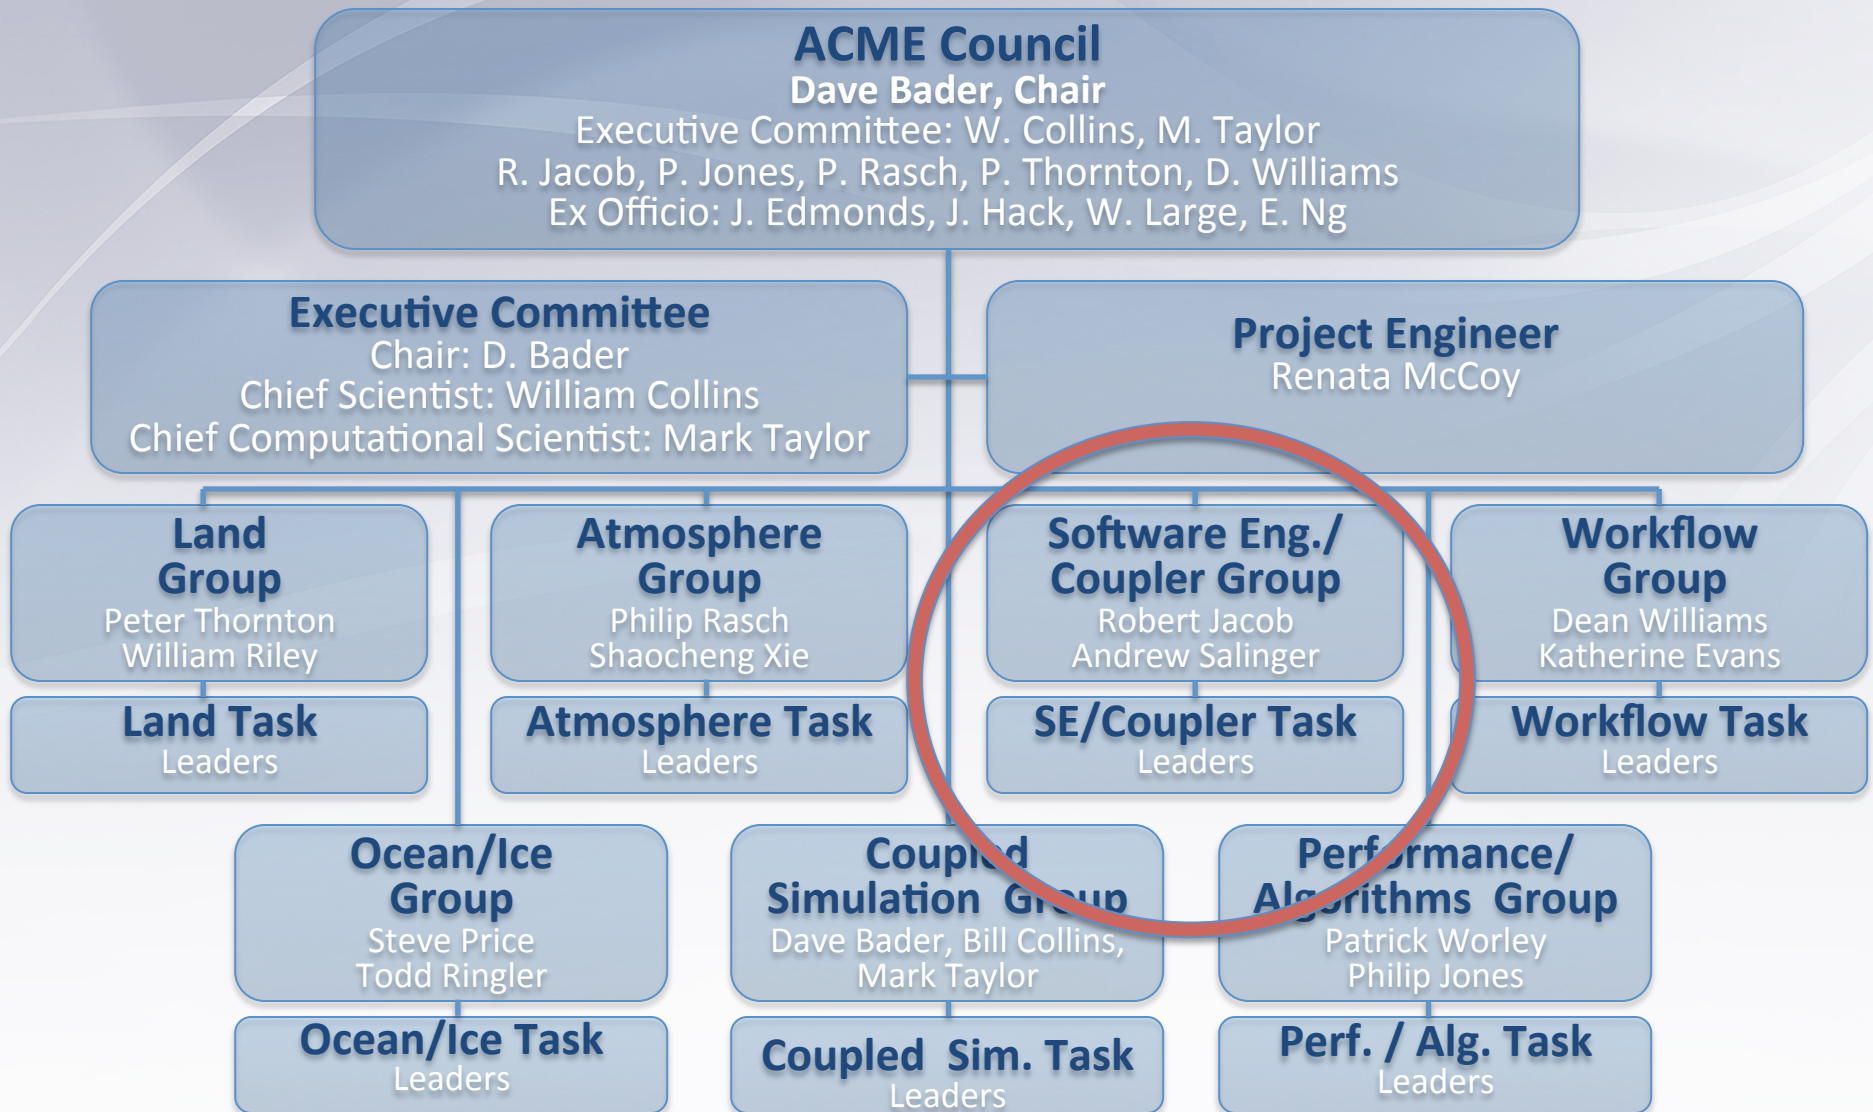 ACME Council
Dave Bader, Chair
Executive Committee: W. Collins, M. Taylor
R. Jacob, P. Jones, P. Rasch, P. Thornton, D. Williams
Ex Officio: J. Edmonds, J. Hack, W. Large, E. Ng
Executive Committee
Chair: D. Bader
Chief Scientist: William Collins
Chief Computational Scientist: Mark Taylor
Project Engineer
Renata McCoy
Land
Group
Peter Thornton
William Riley
Atmosphere
Group
Philip Rasch
Shaocheng Xie
Software Eng./
Coupler Group
Robert Jacob
Andrew Salinger
Workflow
Group
Dean Williams
Katherine Evans
Land Task
Leaders
Atmosphere Task
Leaders
SE/Coupler Task
Leaders
Workflow Task
Leaders
Ocean/Ice
Group
Steve Price
Todd Ringler
Coupled
Simulation Group
Dave Bader, Bill Collins,
Mark Taylor
Performance/
Algorithms Group
Patrick Worley
Philip Jones
Ocean/Ice Task
Leaders
Coupled Sim. Task
Leaders
Perf. / Alg. Task
Leaders